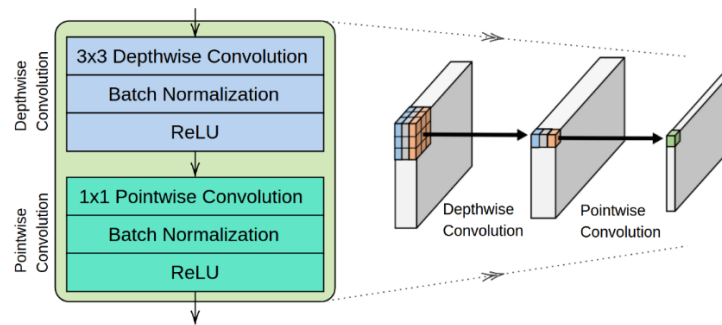 Depthwise
Convolution
3x3 Depthwise Convolution
Batch Normalization
ReLU
Pointwise
Convolution
1x1 Pointwise Convolution
Batch Normalization
ReLU
Depthwise
Convolution
Pointwise
Convolution